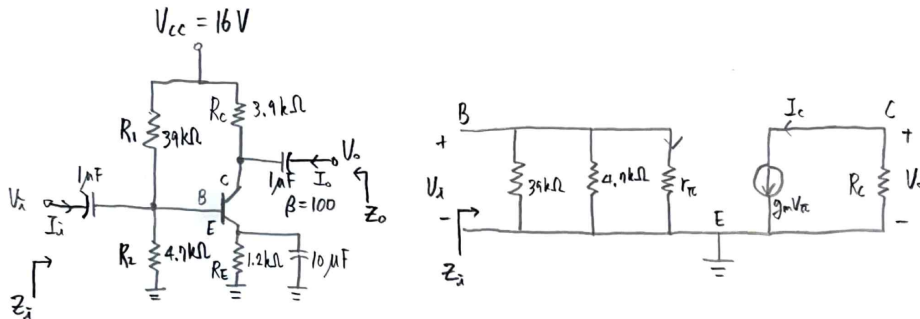 Vcc = 16V
Rc 3.9kΩ
R1 39kΩ
1μF
Vi
Ii
Zi
B
C
E
1μF
Io
Vo
Zo
β=100
R2 4.7kΩ
RE 1.2kΩ
10μF
B
+
Vi
-
Zi
39kΩ
4.7kΩ
rπ
E
Ic
gmVπ
C
Rc
+
Vo
-